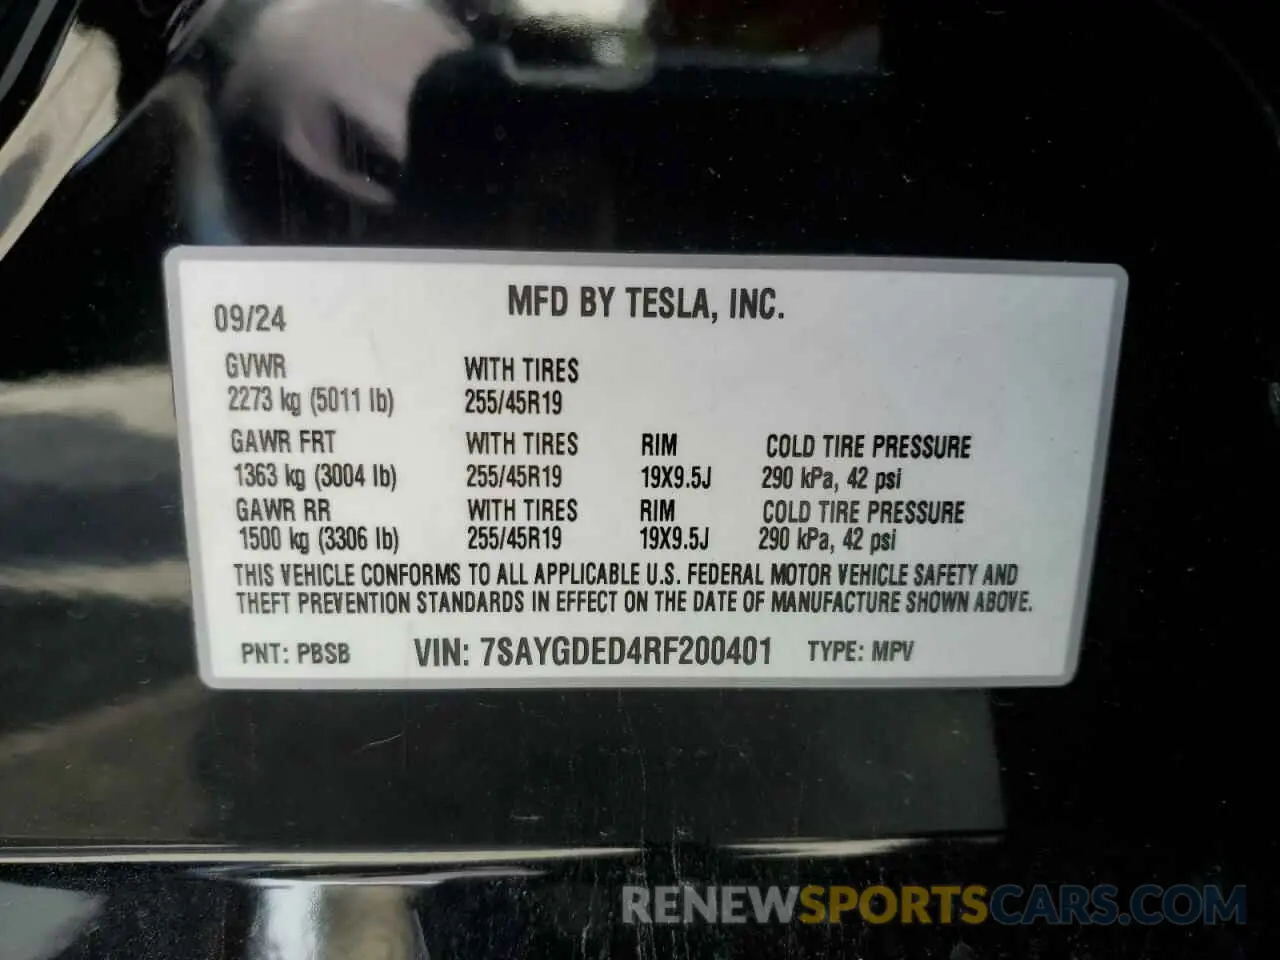 MFD BY TESLA, INC.
09/24
GVWR WITH TIRES
2273 kg (5011 lb) 255/45R19
GAWR FRT WITH TIRES RIM COLD TIRE PRESSURE
1363 kg (3004 lb) 255/45R19 19X9.5J 290 kPa, 42 psi
GAWR RR WITH TIRES RIM COLD TIRE PRESSURE
1500 kg (3306 lb) 255/45R19 19X9.5J 290 kPa, 42 psi
THIS VEHICLE CONFORMS TO ALL APPLICABLE U.S. FEDERAL MOTOR VEHICLE SAFETY AND
THEFT PREVENTION STANDARDS IN EFFECT ON THE DATE OF MANUFACTURE SHOWN ABOVE.
PNT: PBSB VIN: 7SAYGDED4RF200401 TYPE: MPV
RENEWSPORTSCARS.COM